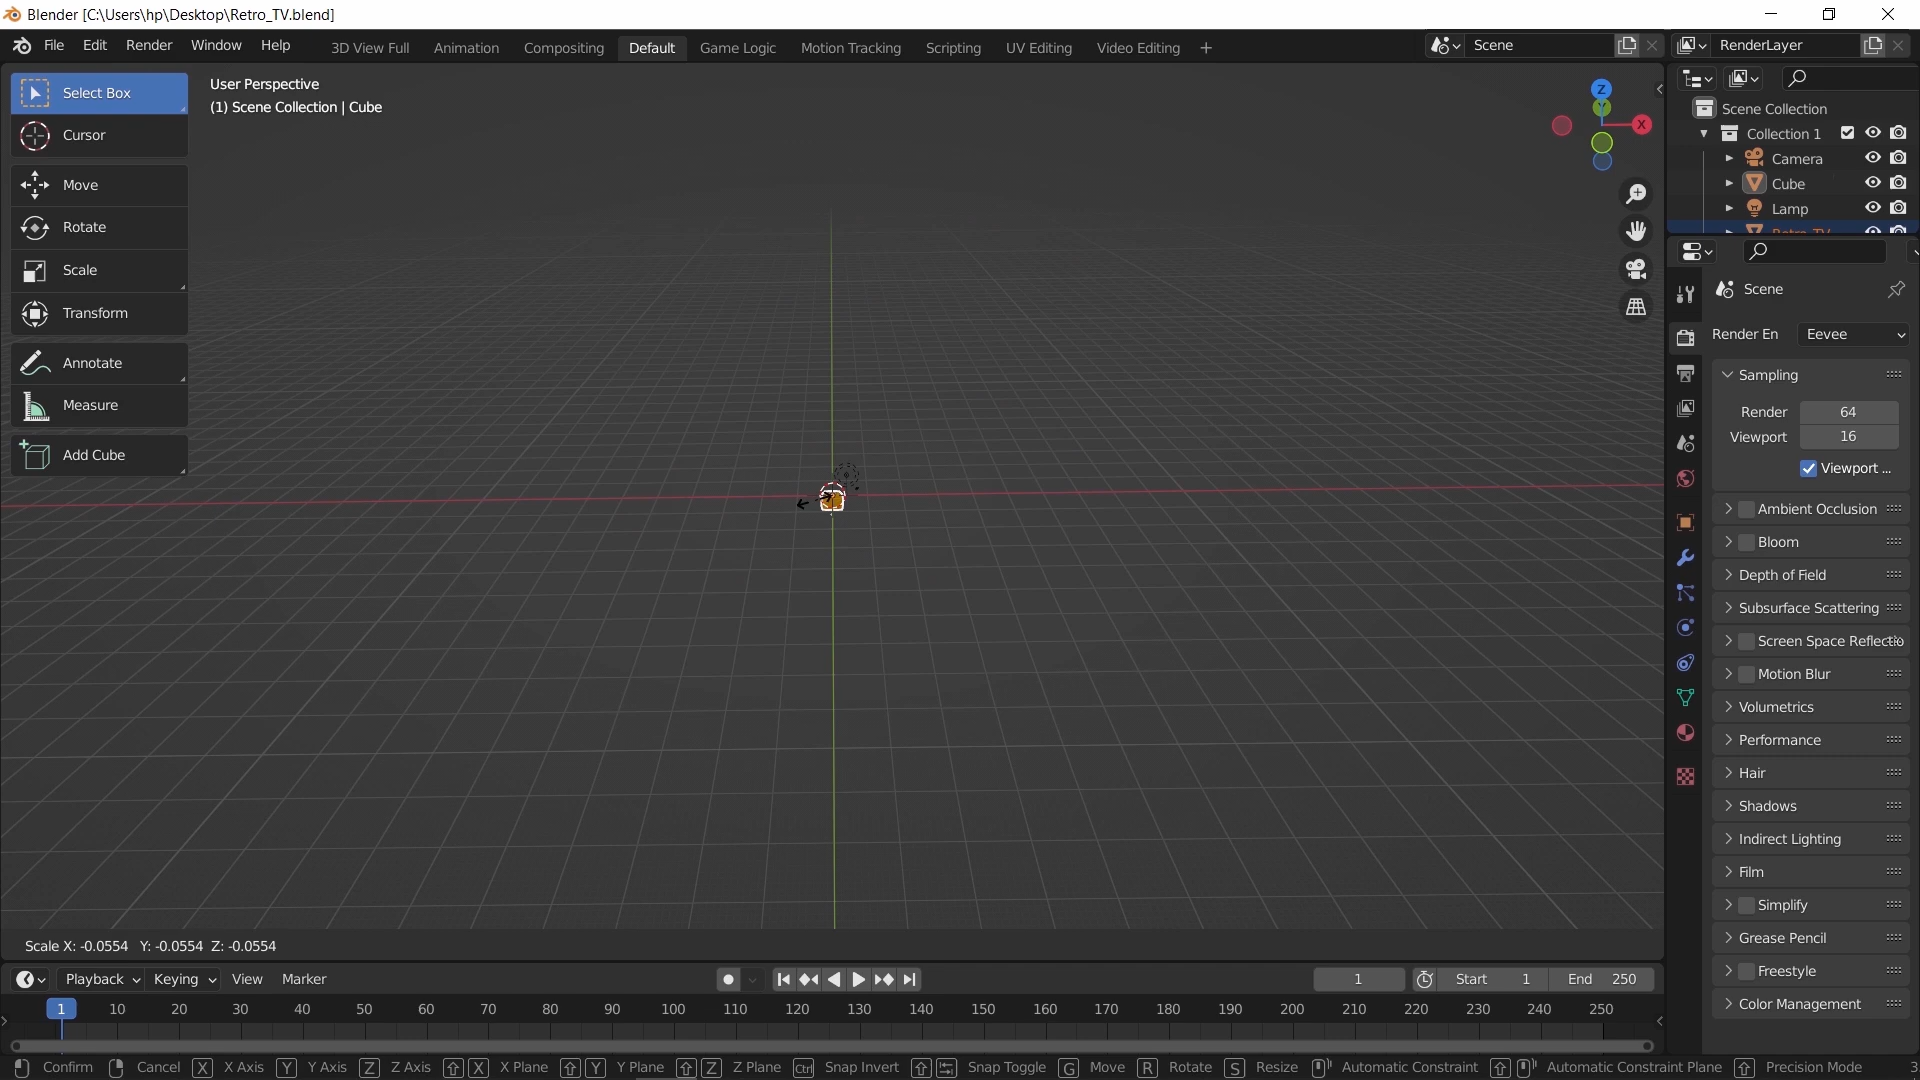 Blender [C:\Users\hp\Desktop\Retro_TV.blend]
File Edit Render Window Help
3D View Full Animation Compositing Default Game Logic Motion Tracking Scripting UV Editing Video Editing
Scene
RenderLayer
Select Box
Cursor
Move
Rotate
Scale
Transform
Annotate
Measure
Add Cube
User Perspective
(1) Scene Collection | Cube
Z
Y
X
Scene Collection
Collection 1
Camera
Cube
Lamp
Retro_TV
Scene
Render En Eevee
Sampling
Render 64
Viewport 16
Viewport ...
Ambient Occlusion
Bloom
Depth of Field
Subsurface Scattering
Screen Space Reflectio
Motion Blur
Volumetrics
Performance
Hair
Shadows
Indirect Lighting
Film
Simplify
Grease Pencil
Freestyle
Color Management
Scale X: -0.0554 Y: -0.0554 Z: -0.0554
Playback Keying View Marker
1 Start 1 End 250
1 10 20 30 40 50 60 70 80 90 100 110 120 130 140 150 160 170 180 190 200 210 220 230 240 250
Confirm Cancel X X Axis Y Y Axis Z Z Axis X X Plane Y Y Plane Z Z Plane Ctrl Snap Invert Snap Toggle G Move R Rotate S Resize Automatic Constraint Automatic Constraint Plane Precision Mode